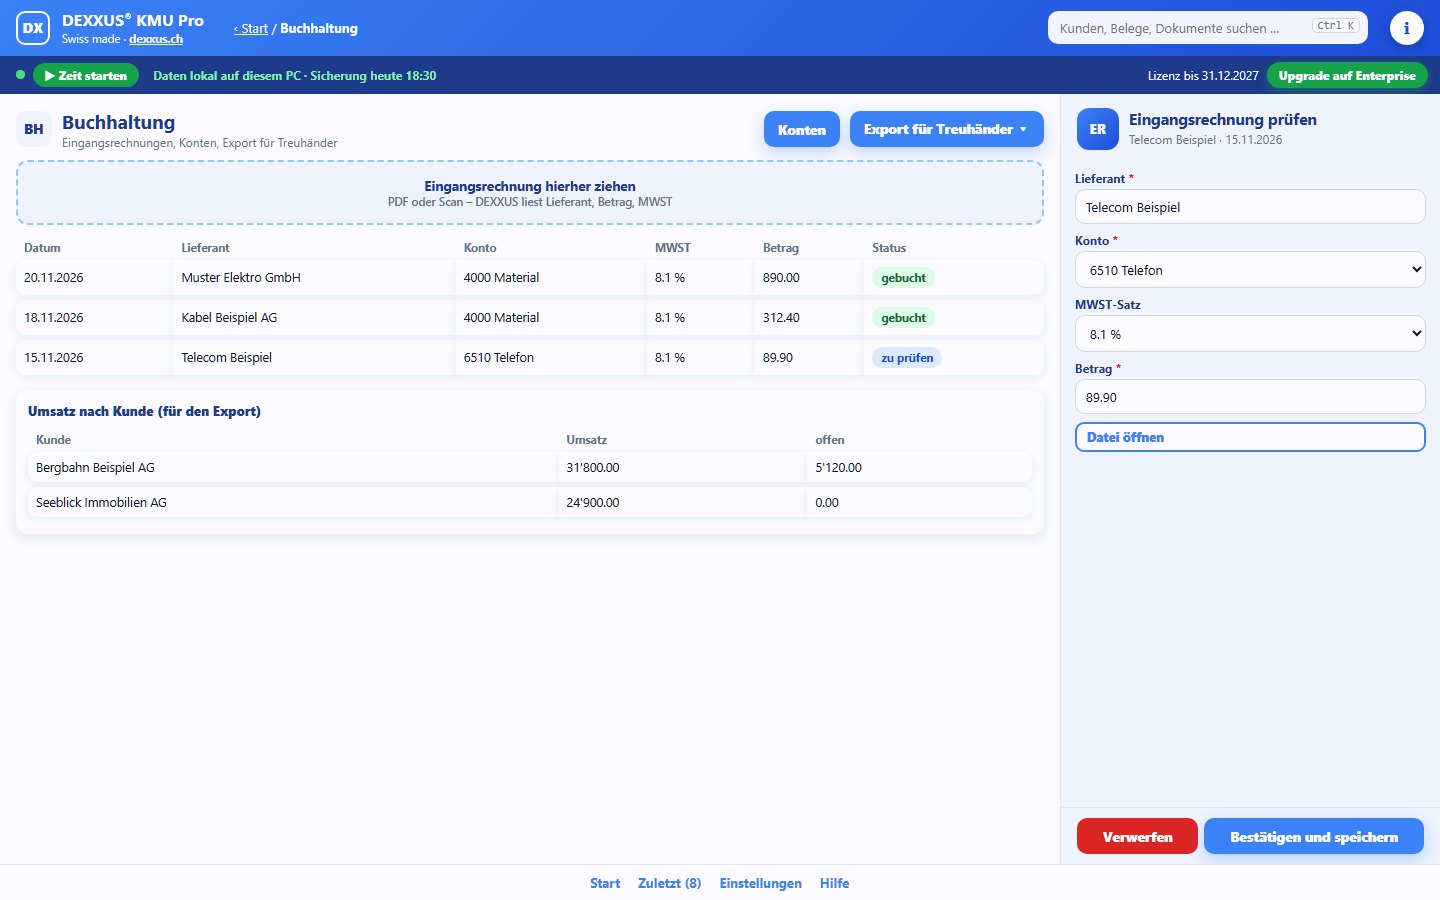 DX
DEXXUS® KMU Pro
Swiss made · dexxus.ch
‹ Start / Buchhaltung
Kunden, Belege, Dokumente suchen ...
Ctrl K
i
▶ Zeit starten
Daten lokal auf diesem PC · Sicherung heute 18:30
Lizenz bis 31.12.2027
Upgrade auf Enterprise
BH
Buchhaltung
Eingangsrechnungen, Konten, Export für Treuhänder
Konten
Export für Treuhänder
Eingangsrechnung hierher ziehen
PDF oder Scan – DEXXUS liest Lieferant, Betrag, MWST
Datum Lieferant Konto MWST Betrag Status
20.11.2026 Muster Elektro GmbH 4000 Material 8.1 % 890.00 gebucht
18.11.2026 Kabel Beispiel AG 4000 Material 8.1 % 312.40 gebucht
15.11.2026 Telecom Beispiel 6510 Telefon 8.1 % 89.90 zu prüfen
Umsatz nach Kunde (für den Export)
Kunde Umsatz offen
Bergbahn Beispiel AG 31'800.00 5'120.00
Seeblick Immobilien AG 24'900.00 0.00
ER
Eingangsrechnung prüfen
Telecom Beispiel · 15.11.2026
Lieferant *
Telecom Beispiel
Konto *
6510 Telefon
MWST-Satz
8.1 %
Betrag *
89.90
Datei öffnen
Verwerfen
Bestätigen und speichern
Start Zuletzt (8) Einstellungen Hilfe